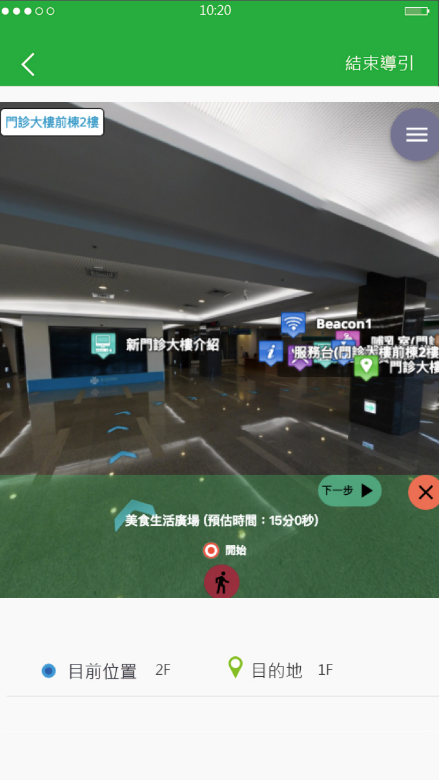 10:20
結束導引
門診大樓前棟2樓
Beacon1
新門診大樓介紹
服務台(門診大樓前棟2樓
門診大樓
下一步
美食生活廣場 (預估時間：15分0秒)
開始
目前位置 2F 目的地 1F